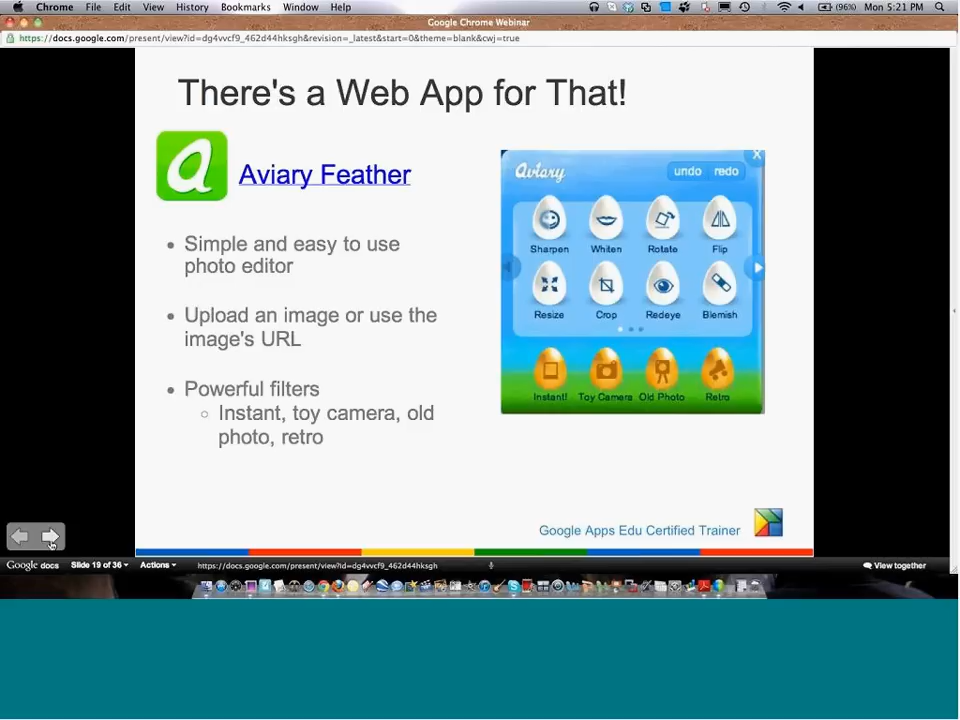 Chrome File Edit View History Bookmarks Window Help (96%) Mon 5:21 PM
Google Chrome Webinar
https://docs.google.com/present/view?id=dg4vvcf9_462d44hksgh&revision=_latest&start=0&theme=blank&cwj=true
There's a Web App for That!
a Aviary Feather
Simple and easy to use
photo editor
Upload an image or use the
image's URL
Powerful filters
Instant, toy camera, old
photo, retro
Aviary undo redo X
Sharpen Whiten Rotate Flip
Resize Crop Redeye Blemish
Instant! Toy Camera Old Photo Retro
Google Apps Edu Certified Trainer
Google docs Slide 19 of 36 Actions https://docs.google.com/present/view?id=dg4vvcf9_462d44hksgh View together